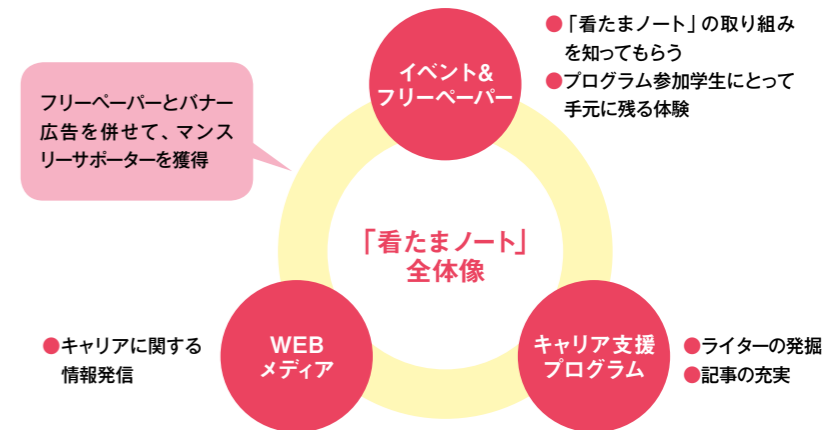 イベント&
フリーペーパー
●「看たまノート」の取り組み
を知ってもらう
●プログラム参加学生にとって
手元に残る体験
フリーペーパーとバナー
広告を併せて、マンス
リーサポーターを獲得
「看たまノート」
全体像
●キャリアに関する
情報発信
WEB
メディア
キャリア支援
プログラム
●ライターの発掘
●記事の充実